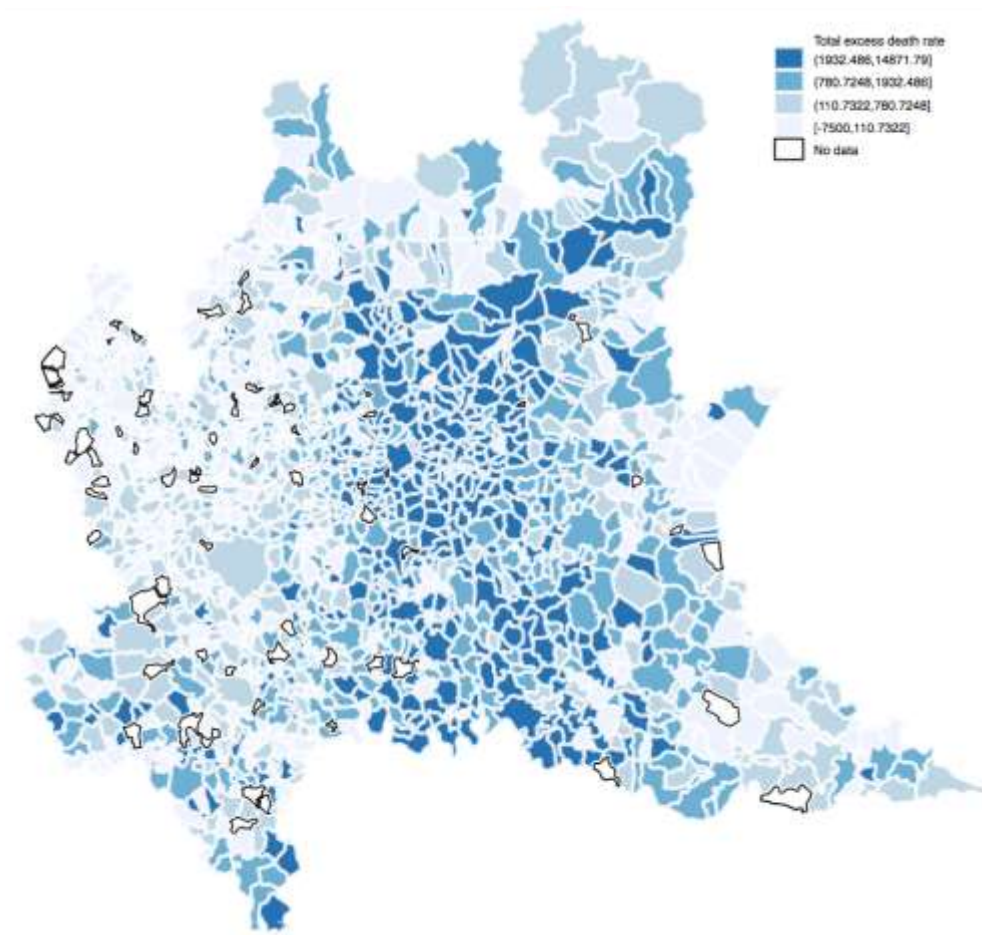 Total excess death rate
(1932.486,14871.79]
(780.7248,1932.486]
(110.7322,780.7248]
[-7500,110.7322]
No data